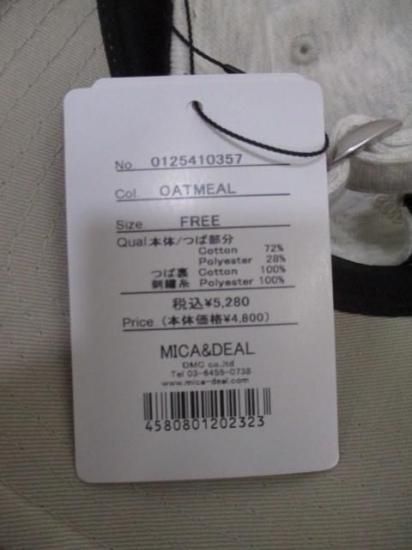 No. 0125410357
Col. OATMEAL
Size FREE
Qual.本体/つば部分
Cotton 72%
Polyester 28%
つば裏 Cotton 100%
刺繍糸 Polyester 100%
税込¥5,280
Price (本体価格¥4,800)
MICA&DEAL
DMC co.ltd
Tel 03-6455-0738
www.mica-deal.com
4580801202323